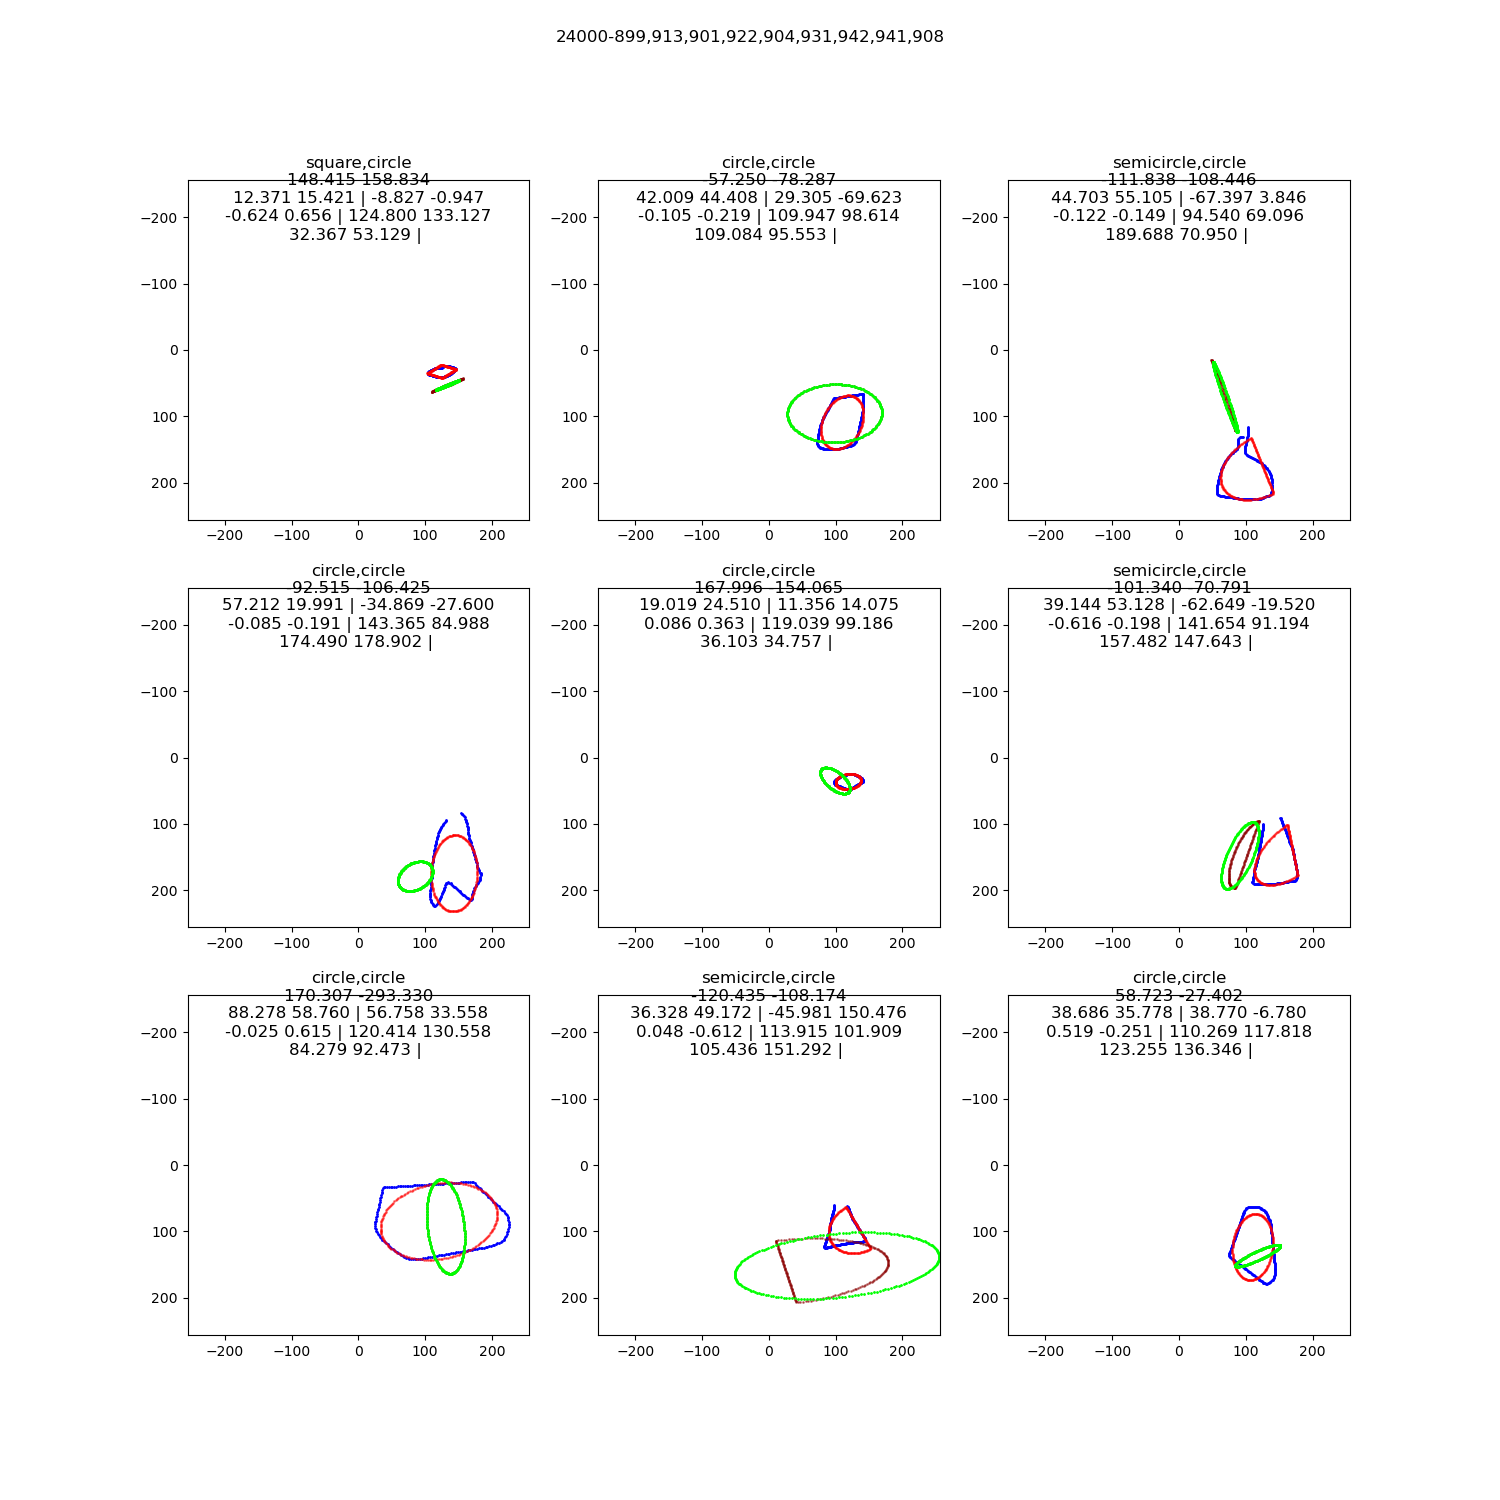 24000-899,913,901,922,904,931,942,941,908
square,circle
148.415 158.834
12.371 15.421 | -8.827 -0.947
-0.624 0.656 | 124.800 133.127
32.367 53.129 |
−200
−100
0
100
200
−200 −100 0 100 200
circle,circle
-57.250 -78.287
42.009 44.408 | 29.305 -69.623
-0.105 -0.219 | 109.947 98.614
109.084 95.553 |
−200
−100
0
100
200
−200 −100 0 100 200
semicircle,circle
-111.838 -108.446
44.703 55.105 | -67.397 3.846
-0.122 -0.149 | 94.540 69.096
189.688 70.950 |
−200
−100
0
100
200
−200 −100 0 100 200
circle,circle
-92.515 -106.425
57.212 19.991 | -34.869 -27.600
-0.085 -0.191 | 143.365 84.988
174.490 178.902 |
−200
−100
0
100
200
−200 −100 0 100 200
circle,circle
167.996 -154.065
19.019 24.510 | 11.356 14.075
0.086 0.363 | 119.039 99.186
36.103 34.757 |
−200
−100
0
100
200
−200 −100 0 100 200
semicircle,circle
-101.340 -70.791
39.144 53.128 | -62.649 -19.520
-0.616 -0.198 | 141.654 91.194
157.482 147.643 |
−200
−100
0
100
200
−200 −100 0 100 200
circle,circle
170.307 -293.330
88.278 58.760 | 56.758 33.558
-0.025 0.615 | 120.414 130.558
84.279 92.473 |
−200
−100
0
100
200
−200 −100 0 100 200
semicircle,circle
-120.435 -108.174
36.328 49.172 | -45.981 150.476
0.048 -0.612 | 113.915 101.909
105.436 151.292 |
−200
−100
0
100
200
−200 −100 0 100 200
circle,circle
58.723 -27.402
38.686 35.778 | 38.770 -6.780
0.519 -0.251 | 110.269 117.818
123.255 136.346 |
−200
−100
0
100
200
−200 −100 0 100 200